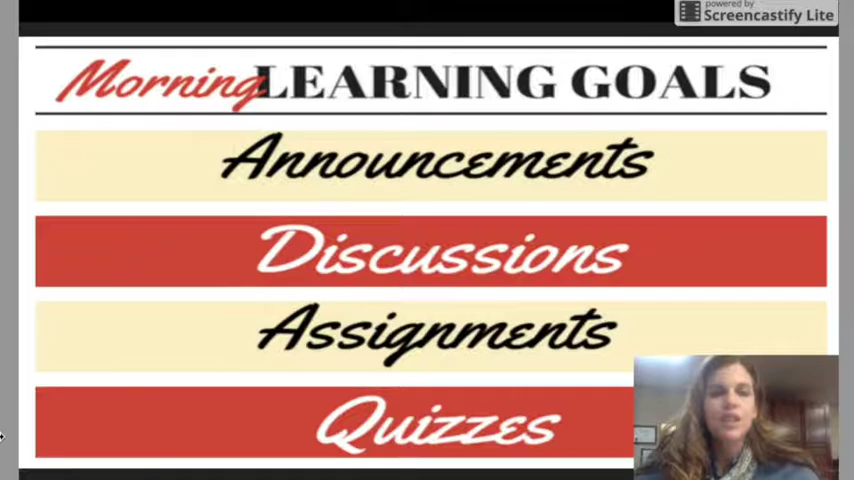 powered by
Screencastify Lite
Morning LEARNING GOALS
Announcements
Discussions
Assignments
Quizzes